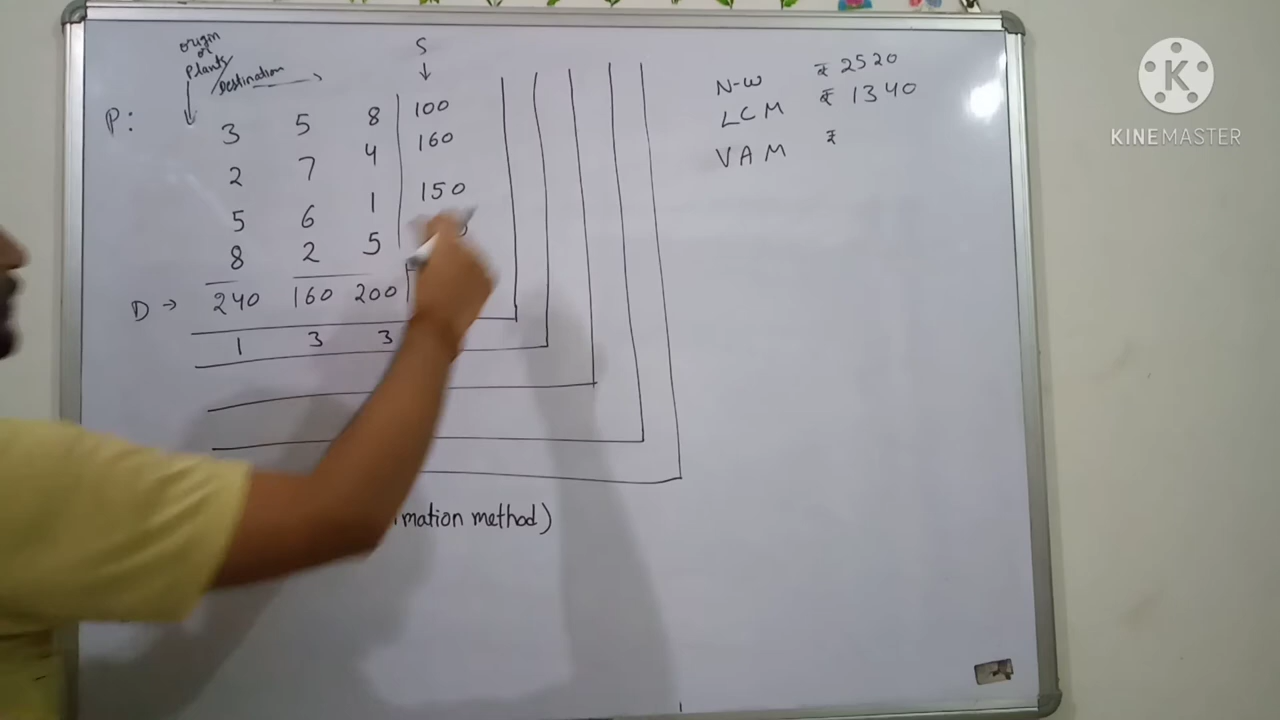 origin
or
plants/
Destination
S
P:
3 5 8 100
2 7 4 160
5 6 1 150
8 2 5
D → 240 160 200
1 3 3
mation method)
N-W ₹ 2520
LCM ₹ 1340
VAM ₹
K
KINEMASTER